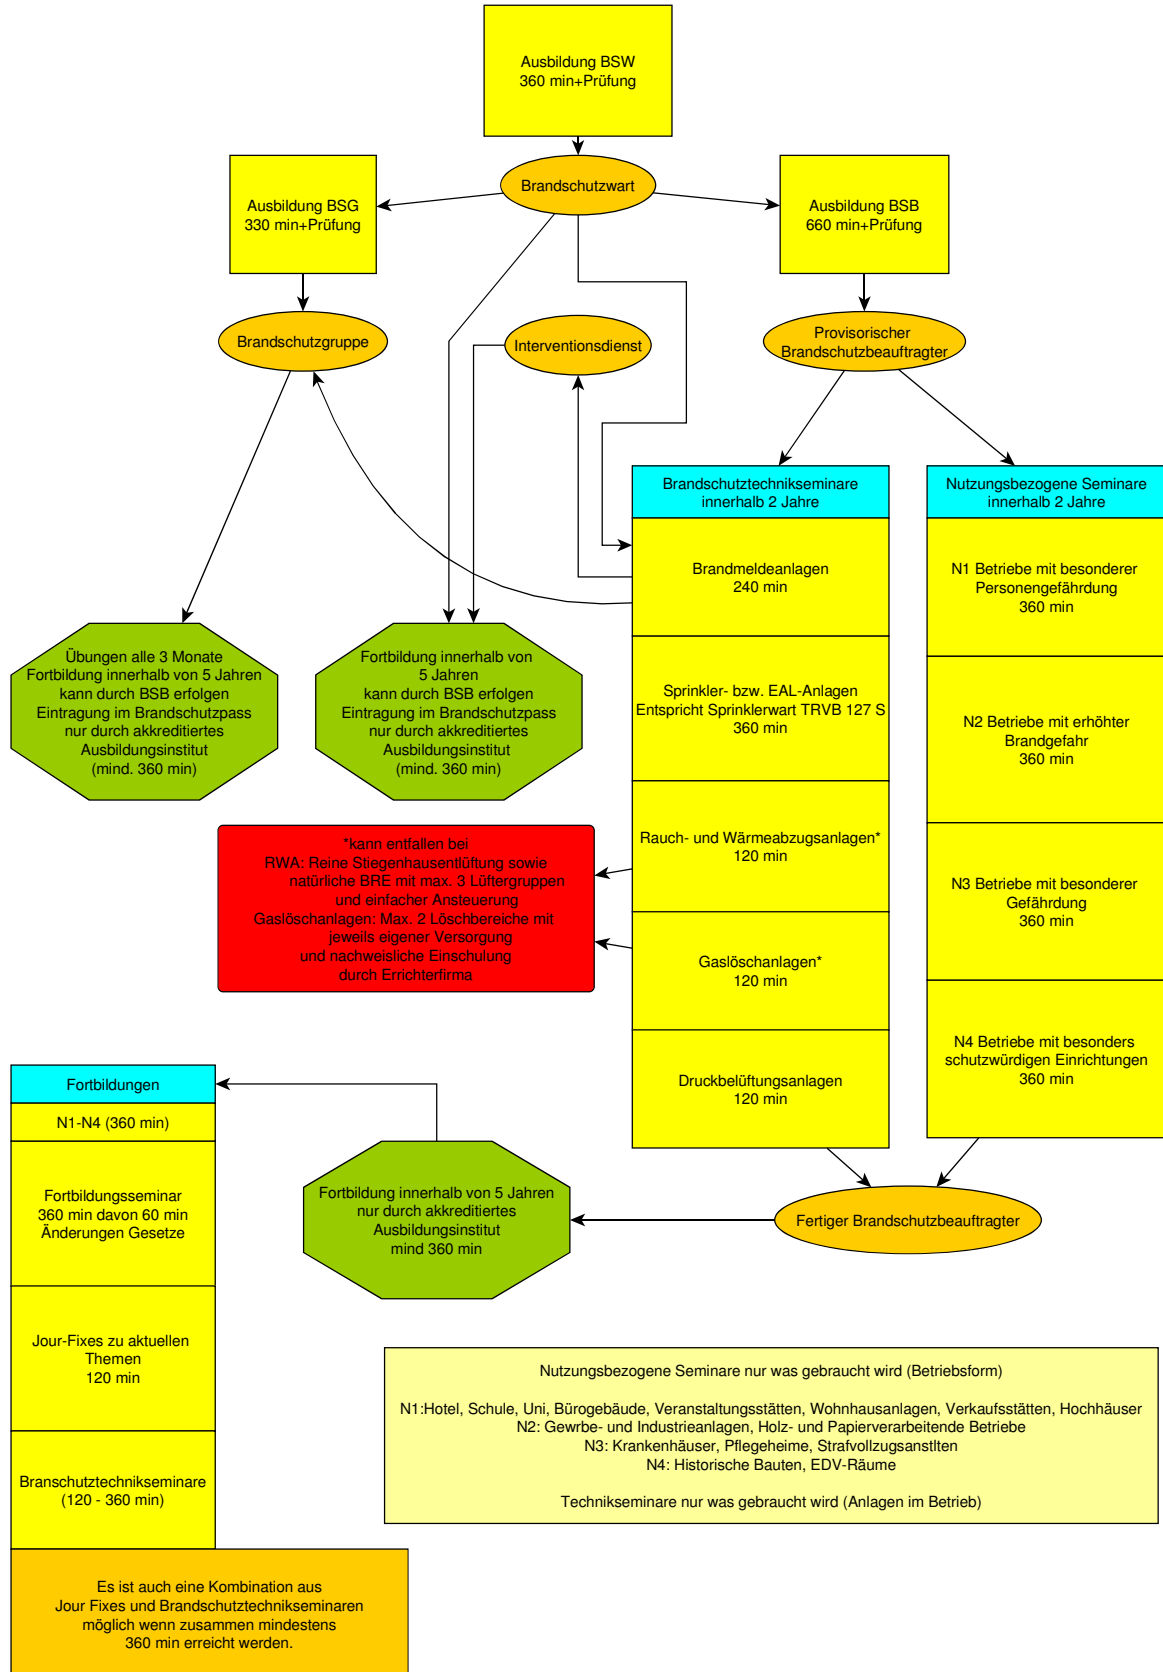 Ausbildung BSW
360 min+Prüfung
Brandschutzwart
Ausbildung BSG
330 min+Prüfung
Ausbildung BSB
660 min+Prüfung
Brandschutzgruppe
Interventionsdienst
Provisorischer
Brandschutzbeauftragter
Brandschutztechnikseminare
innerhalb 2 Jahre
Brandmeldeanlagen
240 min
Sprinkler- bzw. EAL-Anlagen
Entspricht Sprinklerwart TRVB 127 S
360 min
Rauch- und Wärmeabzugsanlagen*
120 min
Gaslöschanlagen*
120 min
Druckbelüftungsanlagen
120 min
Nutzungsbezogene Seminare
innerhalb 2 Jahre
N1 Betriebe mit besonderer
Personengefährdung
360 min
N2 Betriebe mit erhöhter
Brandgefahr
360 min
N3 Betriebe mit besonderer
Gefährdung
360 min
N4 Betriebe mit besonders
schutzwürdigen Einrichtungen
360 min
Übungen alle 3 Monate
Fortbildung innerhalb von 5 Jahren
kann durch BSB erfolgen
Eintragung im Brandschutzpass
nur durch akkreditiertes
Ausbildungsinstitut
(mind. 360 min)
Fortbildung innerhalb von
5 Jahren
kann durch BSB erfolgen
Eintragung im Brandschutzpass
nur durch akkreditiertes
Ausbildungsinstitut
(mind. 360 min)
*kann entfallen bei
RWA: Reine Stiegenhausentlüftung sowie
natürliche BRE mit max. 3 Lüftergruppen
und einfacher Ansteuerung
Gaslöschanlagen: Max. 2 Löschbereiche mit
jeweils eigener Versorgung
und nachweisliche Einschulung
durch Errichterfirma
Fortbildungen
N1-N4 (360 min)
Fortbildungsseminar
360 min davon 60 min
Änderungen Gesetze
Jour-Fixes zu aktuellen
Themen
120 min
Branschutztechnikseminare
(120 - 360 min)
Es ist auch eine Kombination aus
Jour Fixes und Brandschutztechnikseminaren
möglich wenn zusammen mindestens
360 min erreicht werden.
Fortbildung innerhalb von 5 Jahren
nur durch akkreditiertes
Ausbildungsinstitut
mind 360 min
Fertiger Brandschutzbeauftragter
Nutzungsbezogene Seminare nur was gebraucht wird (Betriebsform)
N1:Hotel, Schule, Uni, Bürogebäude, Veranstaltungsstätten, Wohnhausanlagen, Verkaufsstätten, Hochhäuser
N2: Gewrbe- und Industrieanlagen, Holz- und Papierverarbeitende Betriebe
N3: Krankenhäuser, Pflegeheime, Strafvollzugsanstlten
N4: Historische Bauten, EDV-Räume
Technikseminare nur was gebraucht wird (Anlagen im Betrieb)